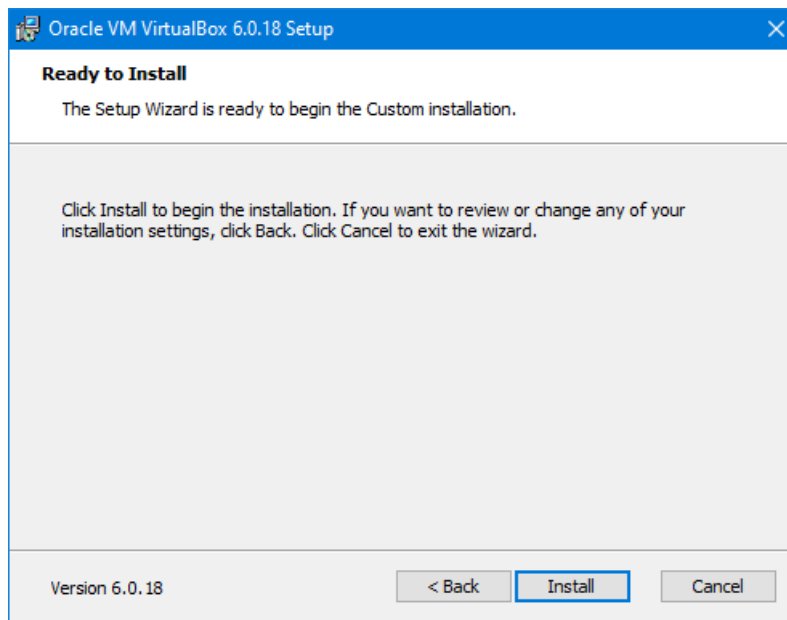 Oracle VM VirtualBox 6.0.18 Setup
Ready to Install
The Setup Wizard is ready to begin the Custom installation.
Click Install to begin the installation. If you want to review or change any of your
installation settings, click Back. Click Cancel to exit the wizard.
Version 6.0.18
< Back
Install
Cancel